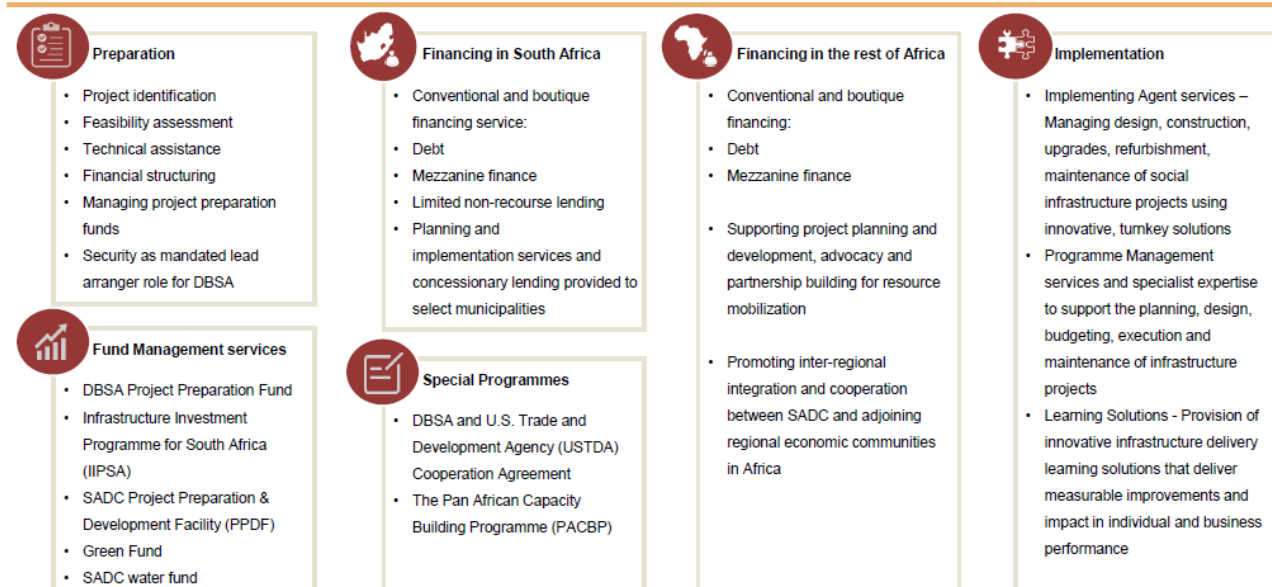 Preparation
• Project identification
• Feasibility assessment
• Technical assistance
• Financial structuring
• Managing project preparation
funds
• Security as mandated lead
arranger role for DBSA
Fund Management services
• DBSA Project Preparation Fund
• Infrastructure Investment
Programme for South Africa
(IIPSA)
• SADC Project Preparation &
Development Facility (PPDF)
• Green Fund
• SADC water fund
Financing in South Africa
• Conventional and boutique
financing service:
• Debt
• Mezzanine finance
• Limited non-recourse lending
• Planning and
implementation services and
concessionary lending provided to
select municipalities
Special Programmes
• DBSA and U.S. Trade and
Development Agency (USTDA)
Cooperation Agreement
• The Pan African Capacity
Building Programme (PACBP)
Financing in the rest of Africa
• Conventional and boutique
financing:
• Debt
• Mezzanine finance
• Supporting project planning and
development, advocacy and
partnership building for resource
mobilization
• Promoting inter-regional
integration and cooperation
between SADC and adjoining
regional economic communities
in Africa
Implementation
• Implementing Agent services –
Managing design, construction,
upgrades, refurbishment,
maintenance of social
infrastructure projects using
innovative, turnkey solutions
• Programme Management
services and specialist expertise
to support the planning, design,
budgeting, execution and
maintenance of infrastructure
projects
• Learning Solutions - Provision of
innovative infrastructure delivery
learning solutions that deliver
measurable improvements and
impact in individual and business
performance